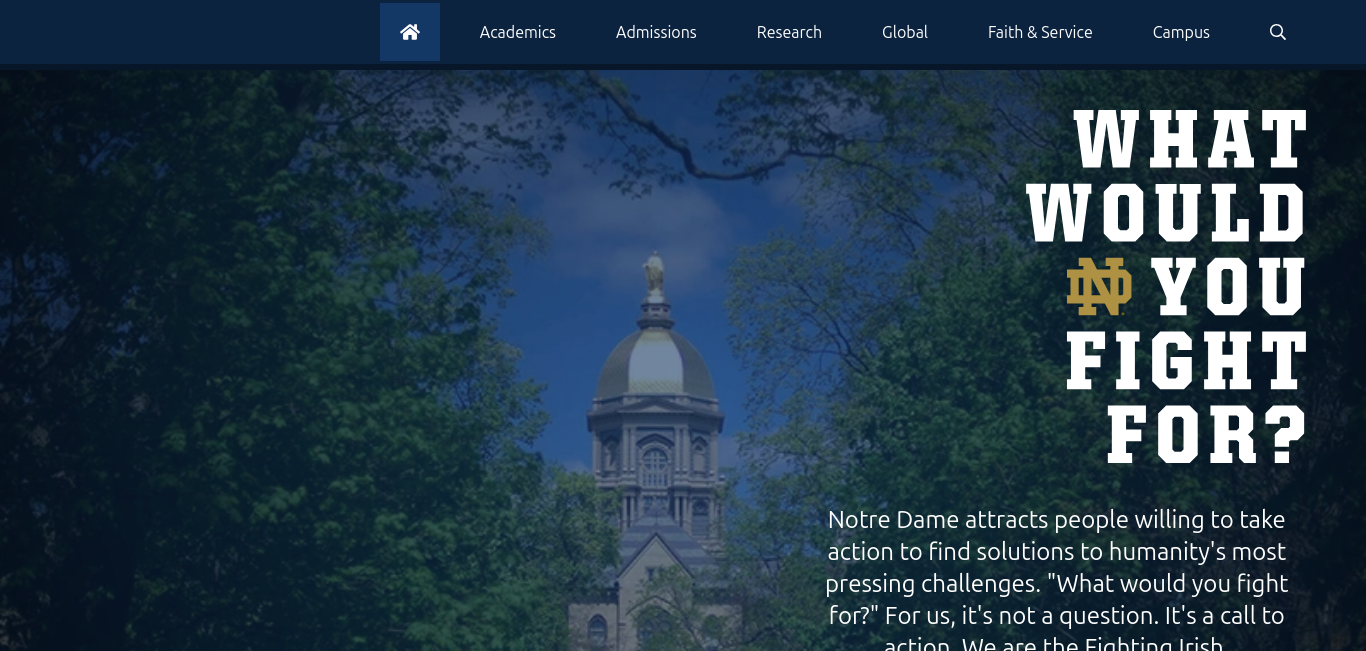 Academics Admissions Research Global Faith & Service Campus
WHAT
WOULD
ND YOU
FIGHT
FOR?
Notre Dame attracts people willing to take
action to find solutions to humanity's most
pressing challenges. "What would you fight
for?" For us, it's not a question. It's a call to
action. We are the Fighting Irish.